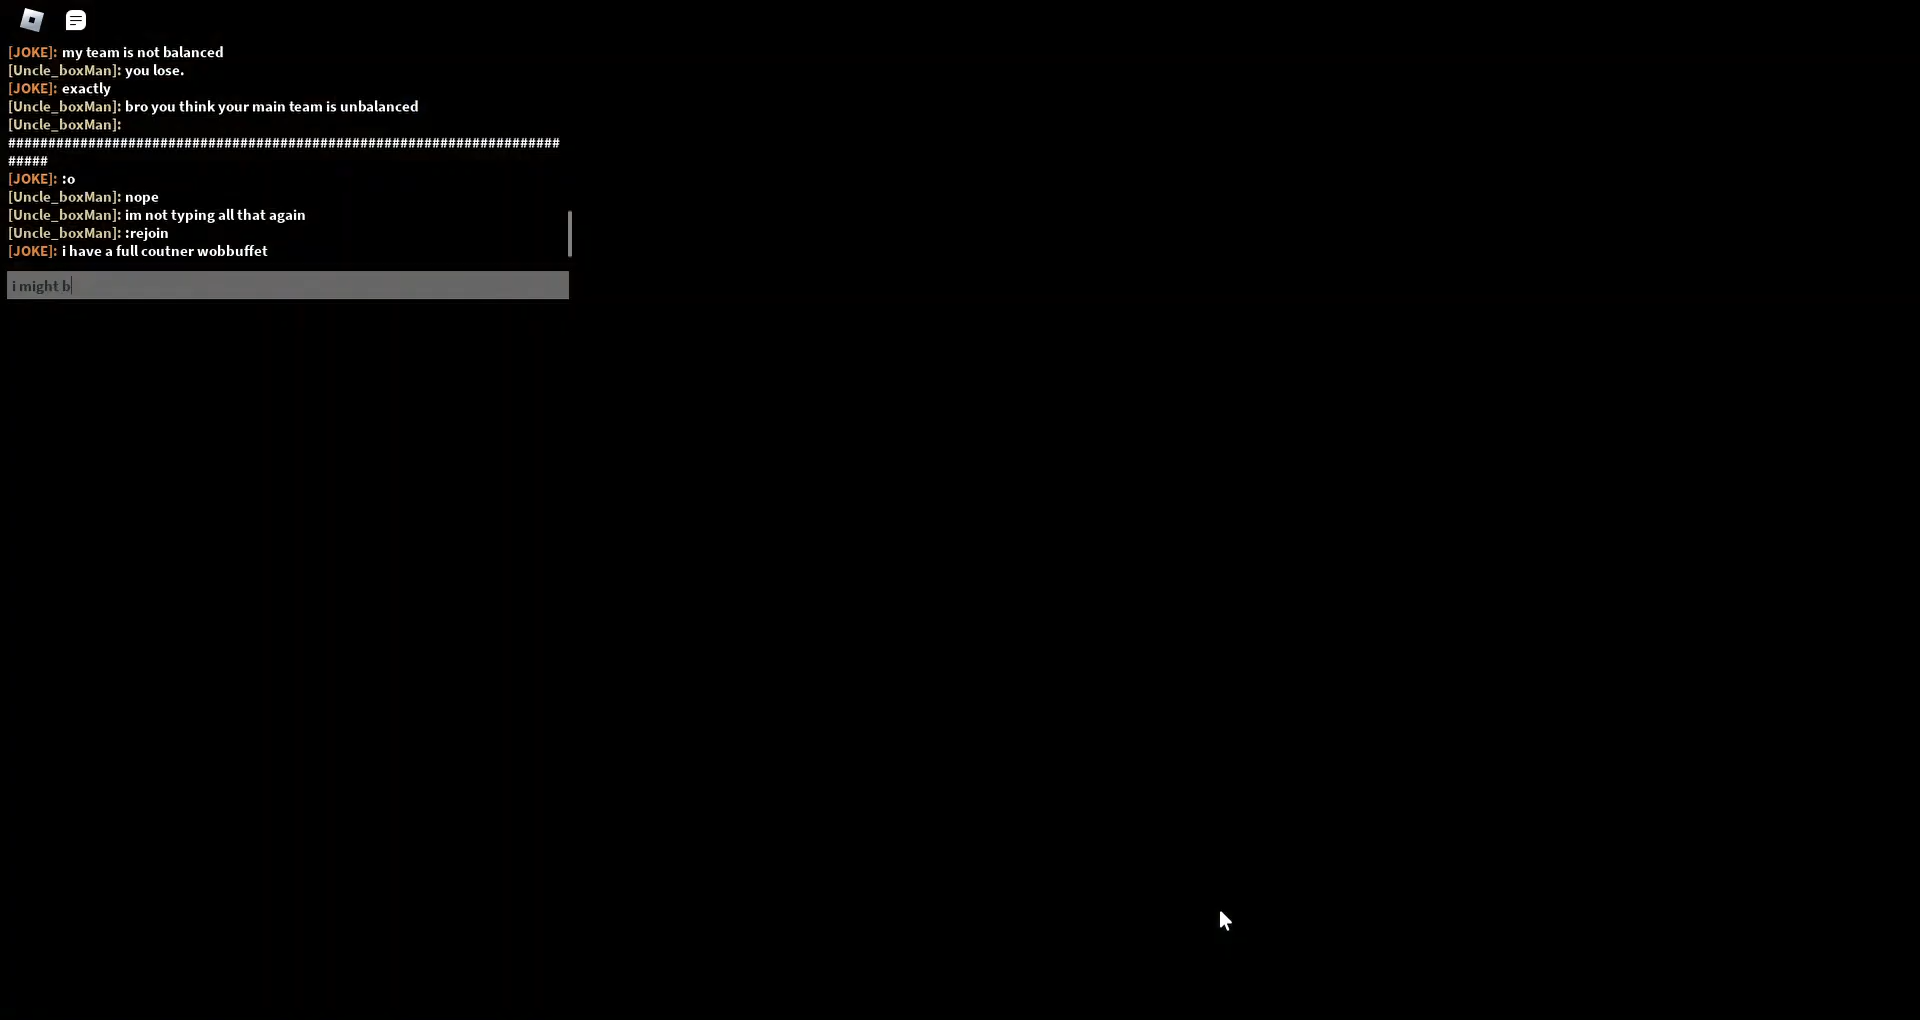 [JOKE]: my team is not balanced
[Uncle_boxMan]: you lose.
[JOKE]: exactly
[Uncle_boxMan]: bro you think your main team is unbalanced
[Uncle_boxMan]:
#####################################################################
#####
[JOKE]: :o
[Uncle_boxMan]: nope
[Uncle_boxMan]: im not typing all that again
[Uncle_boxMan]: :rejoin
[JOKE]: i have a full coutner wobbuffet
i might b